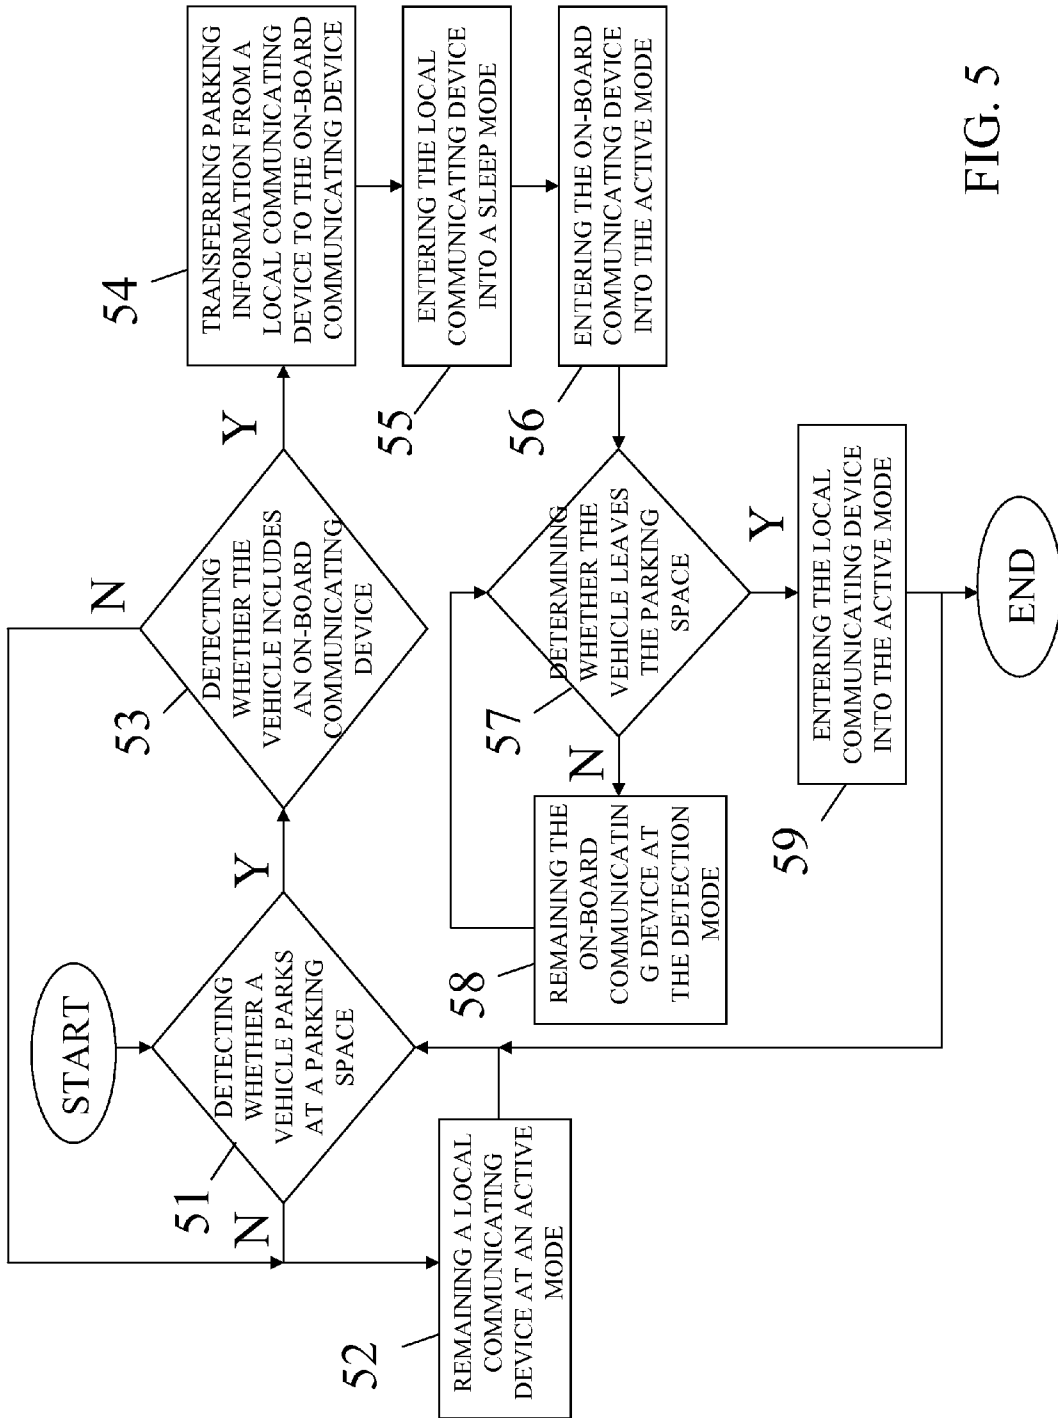 START
DETECTING
WHETHER A
VEHICLE PARKS
AT A PARKING
SPACE
51
N
Y
REMAINING A LOCAL
COMMUNICATING
DEVICE AT AN ACTIVE
MODE
52
DETECTING
WHETHER THE
VEHICLE INCLUDES
AN ON-BOARD
COMMUNICATING
DEVICE
53
N
Y
TRANSFERRING PARKING
INFORMATION FROM A
LOCAL COMMUNICATING
DEVICE TO THE ON-BOARD
COMMUNICATING DEVICE
54
ENTERING THE LOCAL
COMMUNICATING DEVICE
INTO A SLEEP MODE
55
ENTERING THE ON-BOARD
COMMUNICATING DEVICE
INTO THE ACTIVE MODE
56
DETERMINING
WHETHER THE
VEHICLE LEAVES
THE PARKING
SPACE
57
N
Y
REMAINING THE
ON-BOARD
COMMUNICATIN
G DEVICE AT
THE DETECTION
MODE
58
ENTERING THE LOCAL
COMMUNICATING DEVICE
INTO THE ACTIVE MODE
59
END
FIG. 5